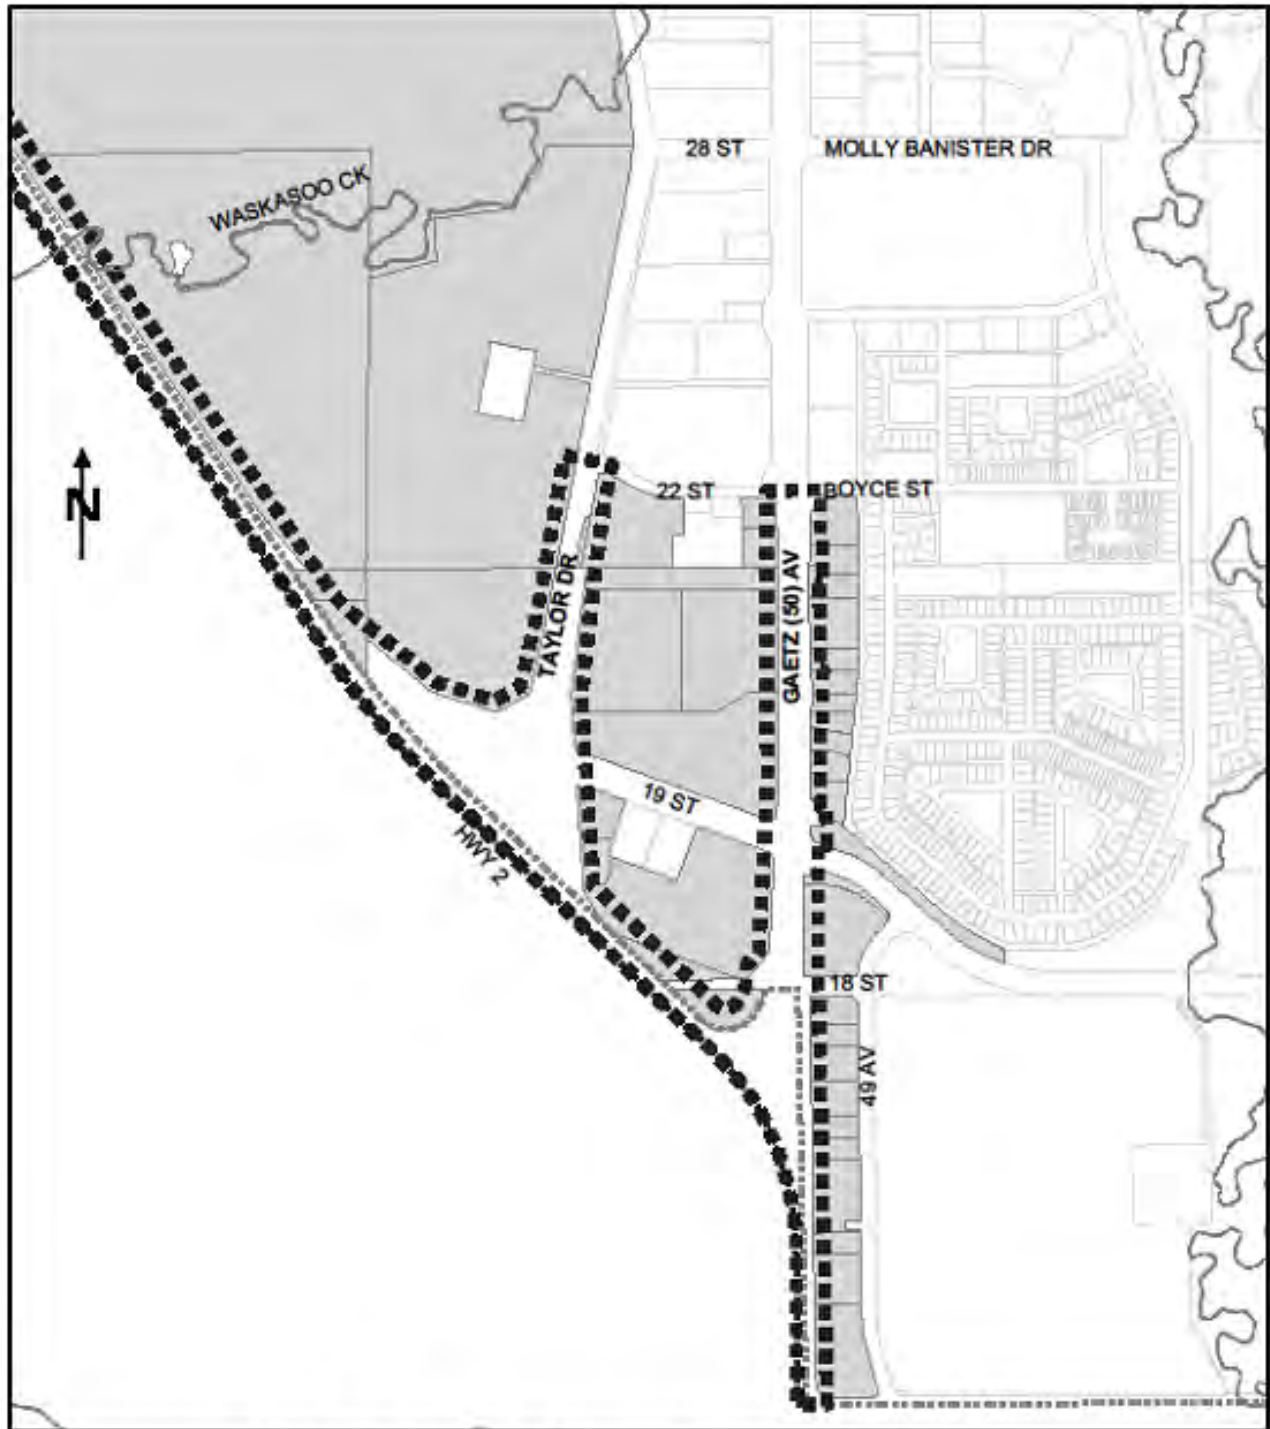 28 ST
MOLLY BANISTER DR
WASKASOO CK
N
22 ST
BOYCE ST
TAYLOR DR
GAETZ (50) AV
19 ST
HWY 2
18 ST
49 AV